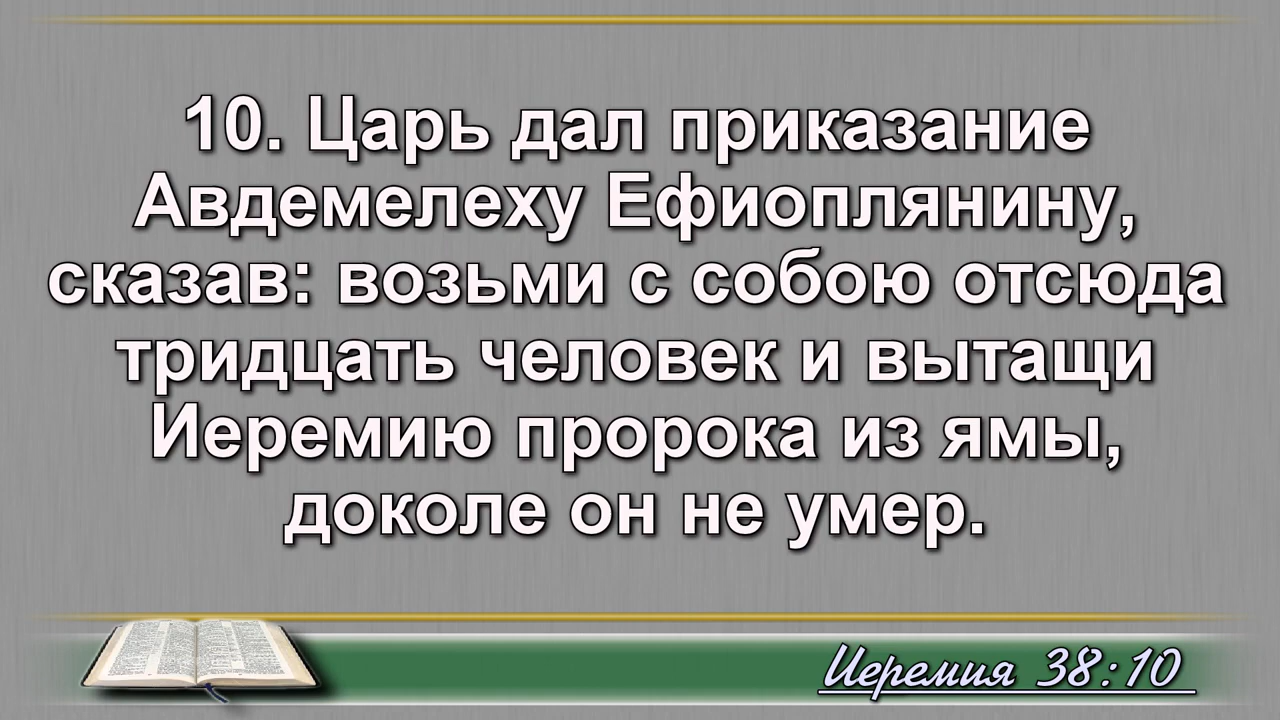 10. Царь дал приказание
Авдемелеху Ефиоплянину,
сказав: возьми с собою отсюда
тридцать человек и вытащи
Иеремию пророка из ямы,
доколе он не умер.
Иеремия 38:10